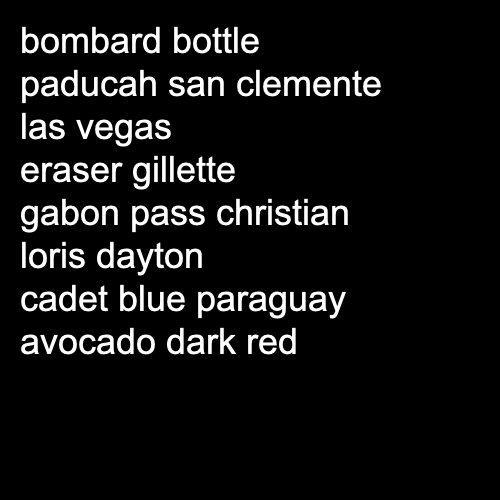 bombard bottle
paducah san clemente
las vegas
eraser gillette
gabon pass christian
loris dayton
cadet blue paraguay
avocado dark red